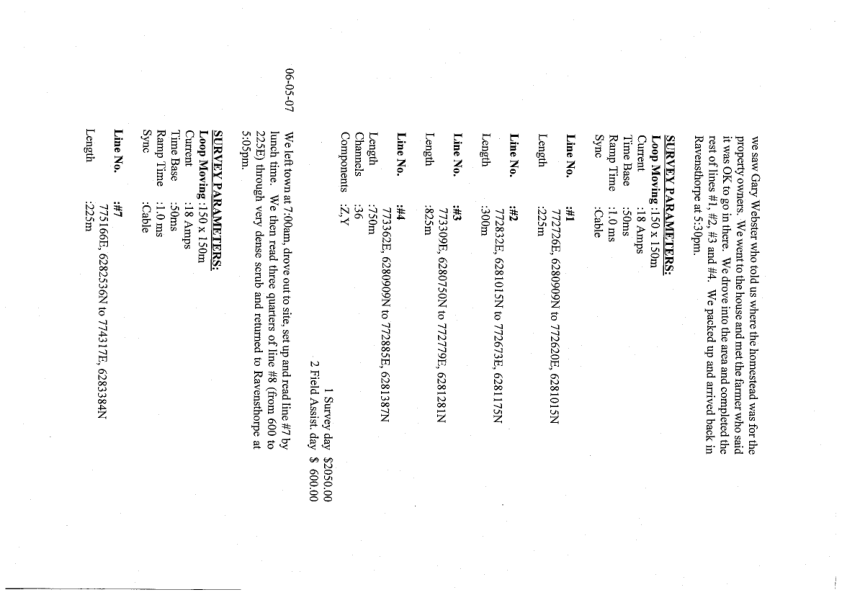 we saw Gary Webster who told us where the homestead was for the
property owners. We went to the house and met the farmer who said
it was OK to go in there. We drove into the area and completed the
rest of lines #1, #2, #3 and #4. We packed up and arrived back in
Ravensthorpe at 5:30pm.
SURVEY PARAMETERS:
Loop Moving :150 x 150m
Current :18 Amps
Time Base :50ms
Ramp Time :1.0 ms
Sync :Cable
Line No. :#1
772726E, 6280909N to 772620E, 6281015N
Length :225m
Line No. :#2
772832E, 6281015N to 772673E, 6281175N
Length :300m
Line No. :#3
773309E, 6280750N to 772779E, 6281281N
Length :825m
Line No. :#4
773362E, 6280909N to 772885E, 6281387N
Length :750m
Channels :36
Components :Z,Y
1 Survey day $2050.00
2 Field Assist. day $ 600.00
06-05-07 We left town at 7:00am, drove out to site, set up and read line #7 by
lunch time. We then read three quarters of line #8 (from 600 to
225E) through very dense scrub and returned to Ravensthorpe at
5:05pm.
SURVEY PARAMETERS:
Loop Moving :150 x 150m
Current :18 Amps
Time Base :50ms
Ramp Time :1.0 ms
Sync :Cable
Line No. :#7
775166E, 6282536N to 774317E, 6283384N
Length :225m